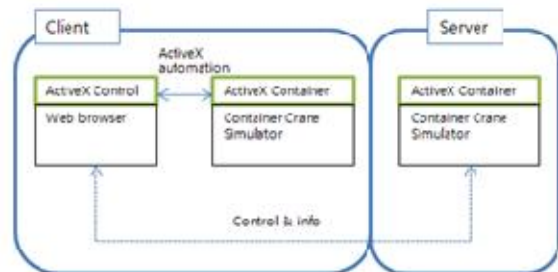 Client
Server
ActiveX
automation
ActiveX Control
ActiveX Container
ActiveX Container
Web browser
Container Crane
Simulator
Container Crane
Simulator
Control & info